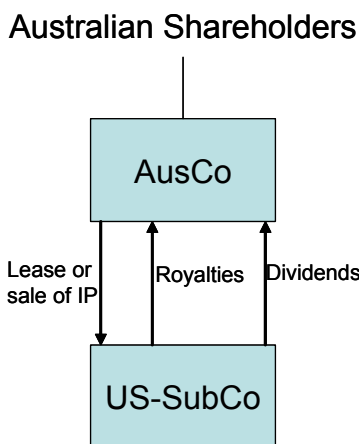 Australian Shareholders
AusCo
Lease or
sale of IP
Royalties
Dividends
US-SubCo